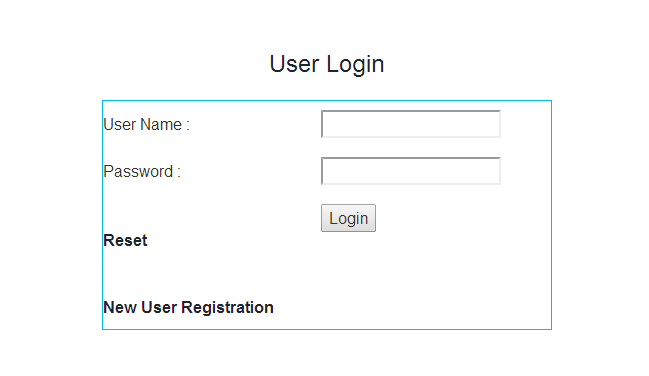 User Login
User Name :
Password :
Login
Reset
New User Registration